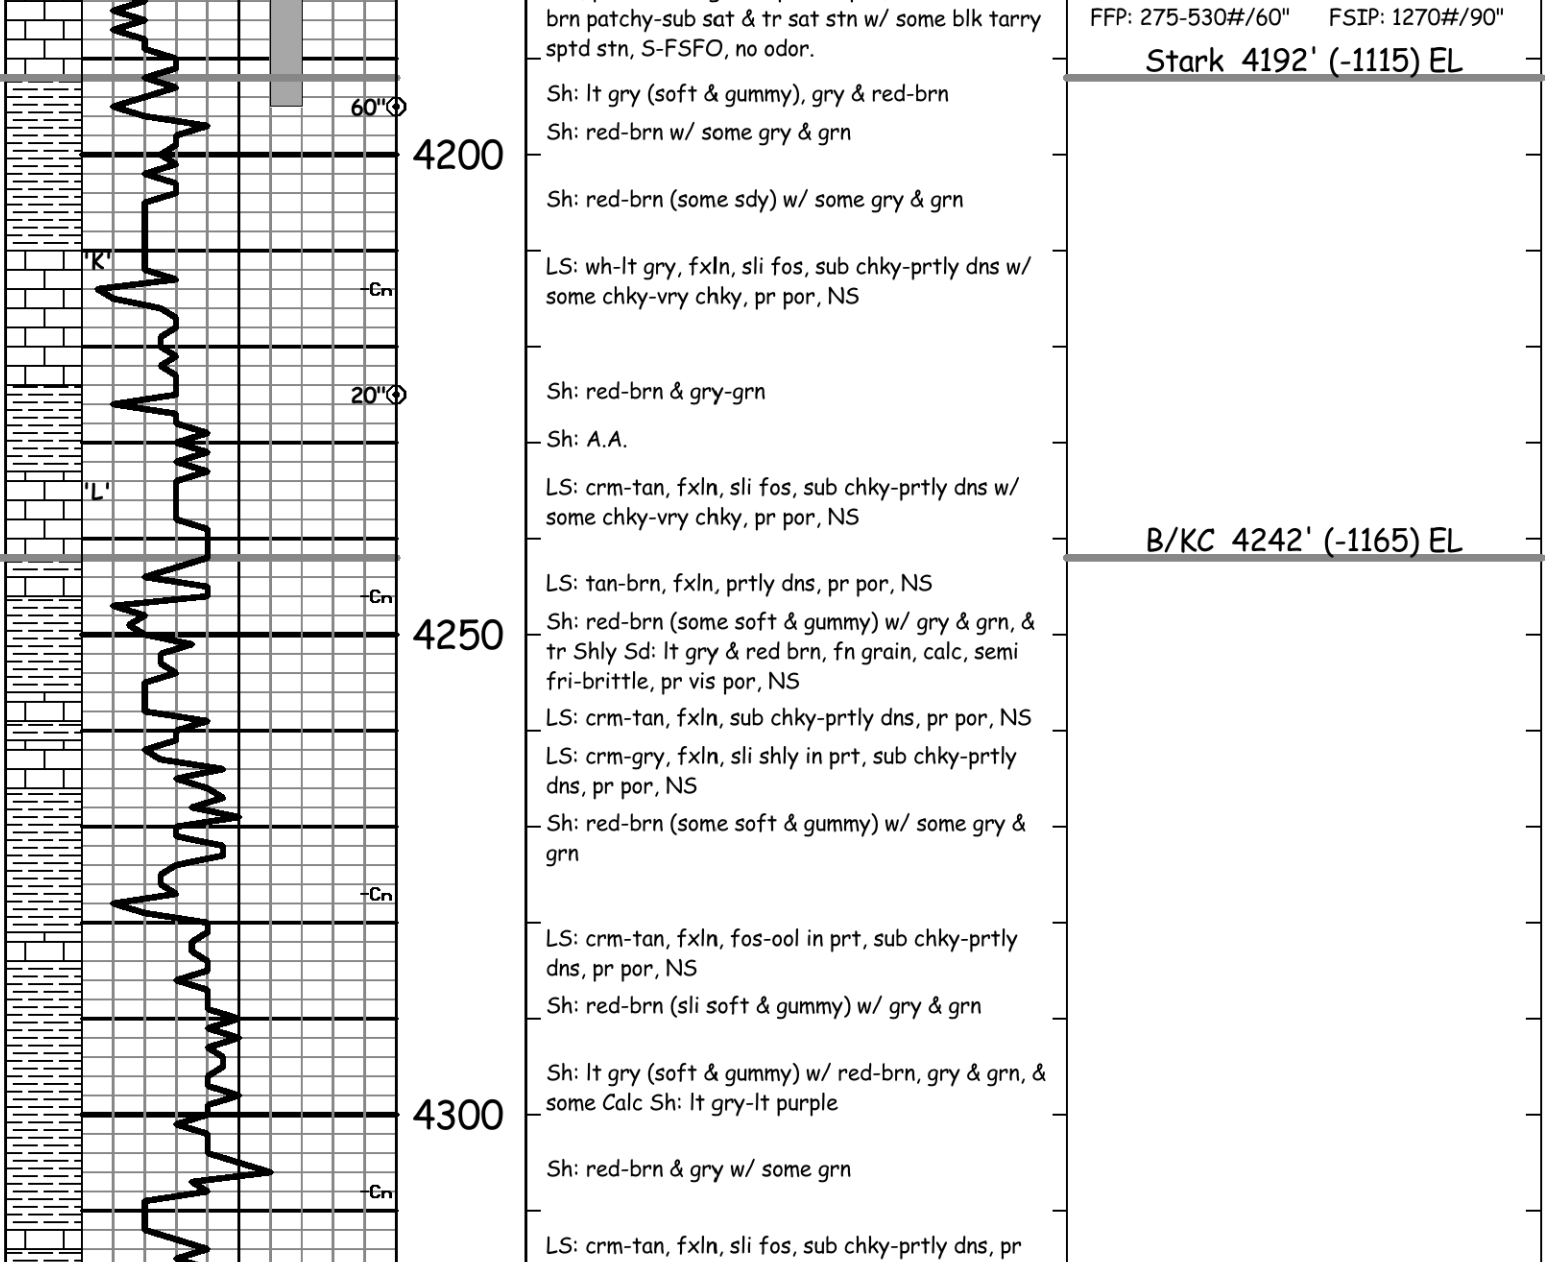 brn patchy-sub sat & tr sat stn w/ some blk tarry
sptd stn, S-FSFO, no odor.
FFP: 275-530#/60" FSIP: 1270#/90"
Stark 4192' (-1115) EL
Sh: lt gry (soft & gummy), gry & red-brn
60"
Sh: red-brn w/ some gry & grn
4200
Sh: red-brn (some sdy) w/ some gry & grn
'K'
LS: wh-lt gry, fxln, sli fos, sub chky-prtly dns w/
some chky-vry chky, pr por, NS
Cn
Sh: red-brn & gry-grn
20"
Sh: A.A.
'L'
LS: crm-tan, fxln, sli fos, sub chky-prtly dns w/
some chky-vry chky, pr por, NS
B/KC 4242' (-1165) EL
LS: tan-brn, fxln, prtly dns, pr por, NS
Cn
Sh: red-brn (some soft & gummy) w/ gry & grn, &
4250
tr Shly Sd: lt gry & red brn, fn grain, calc, semi
fri-brittle, pr vis por, NS
LS: crm-tan, fxln, sub chky-prtly dns, pr por, NS
LS: crm-gry, fxln, sli shly in prt, sub chky-prtly
dns, pr por, NS
Sh: red-brn (some soft & gummy) w/ some gry &
grn
Cn
LS: crm-tan, fxln, fos-ool in prt, sub chky-prtly
dns, pr por, NS
Sh: red-brn (sli soft & gummy) w/ gry & grn
Sh: lt gry (soft & gummy) w/ red-brn, gry & grn, &
some Calc Sh: lt gry-lt purple
4300
Sh: red-brn & gry w/ some grn
Cn
LS: crm-tan, fxln, sli fos, sub chky-prtly dns, pr